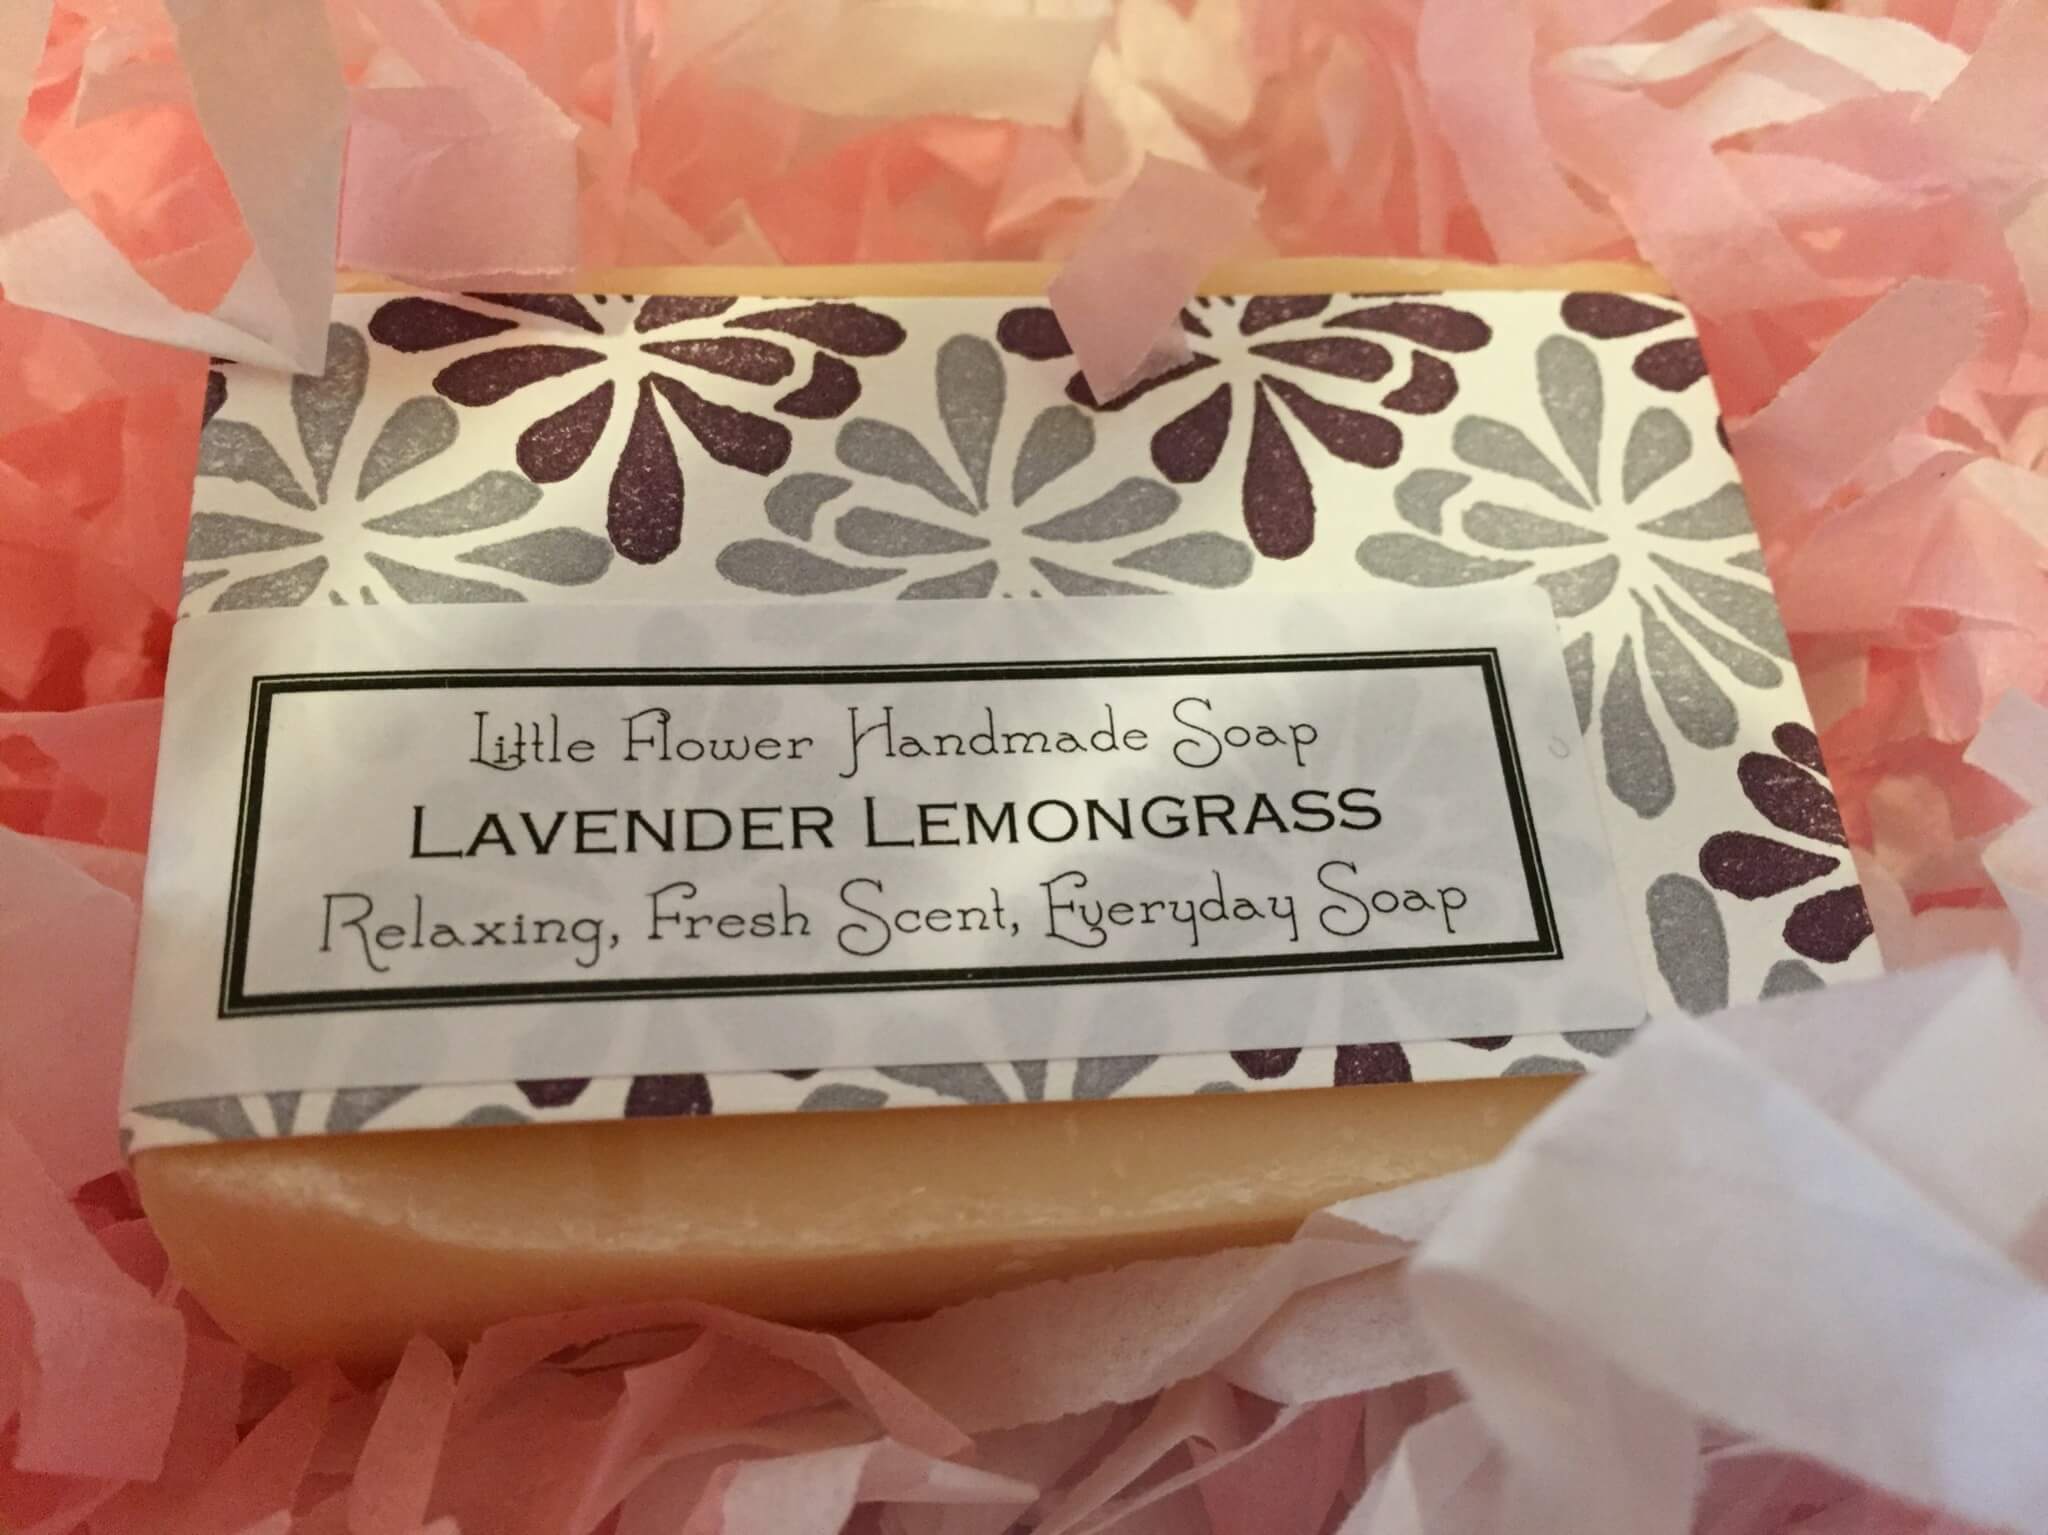 Little Flower Handmade Soap
Lavender Lemongrass
Relaxing, Fresh Scent, Everyday Soap